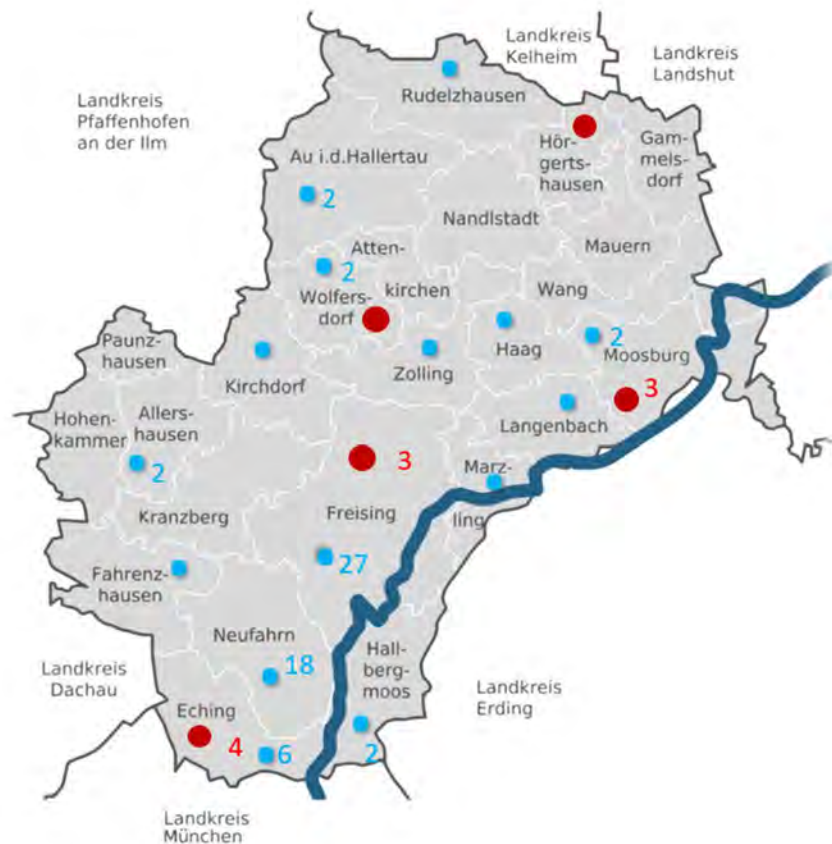 Landkreis
Kelheim
Landkreis
Landshut
Landkreis
Pfaffenhofen
an der Ilm
Rudelzhausen
Hör-
gerts-
hausen
Gam-
mels-
dorf
Au i.d.Hallertau
2
Nandlstadt
Mauern
Atten-
kirchen
2
Wolfers-
dorf
Wang
Paunz-
hausen
Kirchdorf
Zolling
Haag
2
Moosburg
3
Hohen-
kammer
Allers-
hausen
2
Langenbach
3
Marz-
ling
Kranzberg
Freising
27
Fahrenz-
hausen
Neufahrn
18
Hall-
berg-
moos
2
Landkreis
Dachau
Landkreis
Erding
Eching
4
6
Landkreis
München